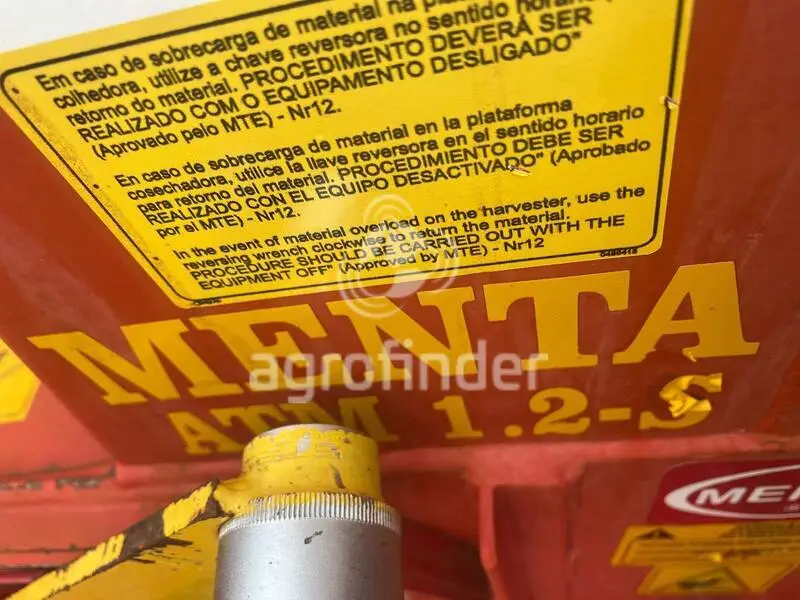 Em caso de sobrecarga de material na
colhedora, utilize a chave reversora no sentido horário
retorno do material. PROCEDIMENTO DEVERÁ SER
REALIZADO COM O EQUIPAMENTO DESLIGADO"
(Aprovado pelo MTE) - Nr12.
En caso de sobrecarga de material en la plataforma
cosechadora, utilice la llave reversora en el sentido horario
para retorno del material. PROCEDIMIENTO DEBE SER
REALIZADO CON EL EQUIPO DESACTIVADO" (Aprobado
por el MTE) - Nr12.
In the event of material overload on the harvester, use the
reversing wrench clockwise to return the material.
PROCEDURE SHOULD BE CARRIED OUT WITH THE
EQUIPMENT OFF" (Approved by MTE) - Nr12
MENTA
agrofinder
ATM 1.2-S